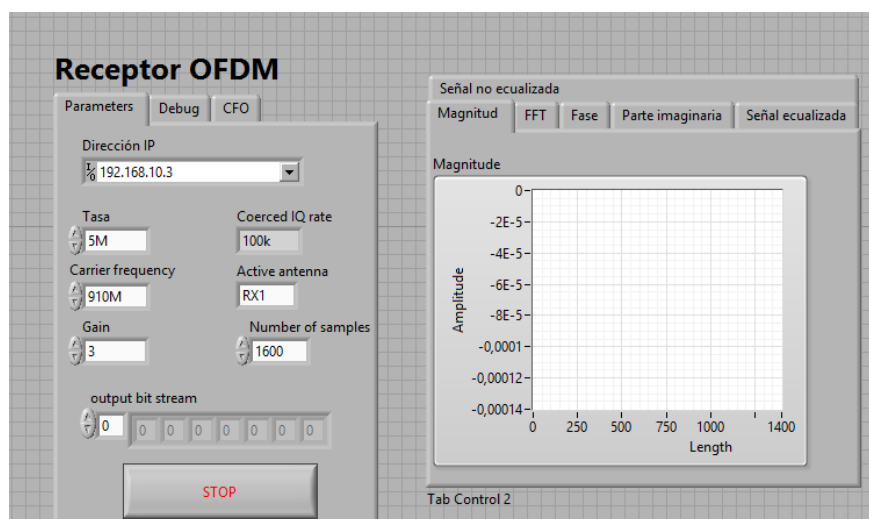 Receptor OFDM
Parameters Debug CFO
Dirección IP
I/O 192.168.10.3
Tasa Coerced IQ rate
5M 100k
Carrier frequency Active antenna
910M RX1
Gain Number of samples
3 1600
output bit stream
0 0 0 0 0 0 0 0
STOP
Señal no ecualizada
Magnitud FFT Fase Parte imaginaria Señal ecualizada
Magnitude
Amplitude
0
-2E-5
-4E-5
-6E-5
-8E-5
-0,0001
-0,00012
-0,00014
0 250 500 750 1000 1400
Length
Tab Control 2